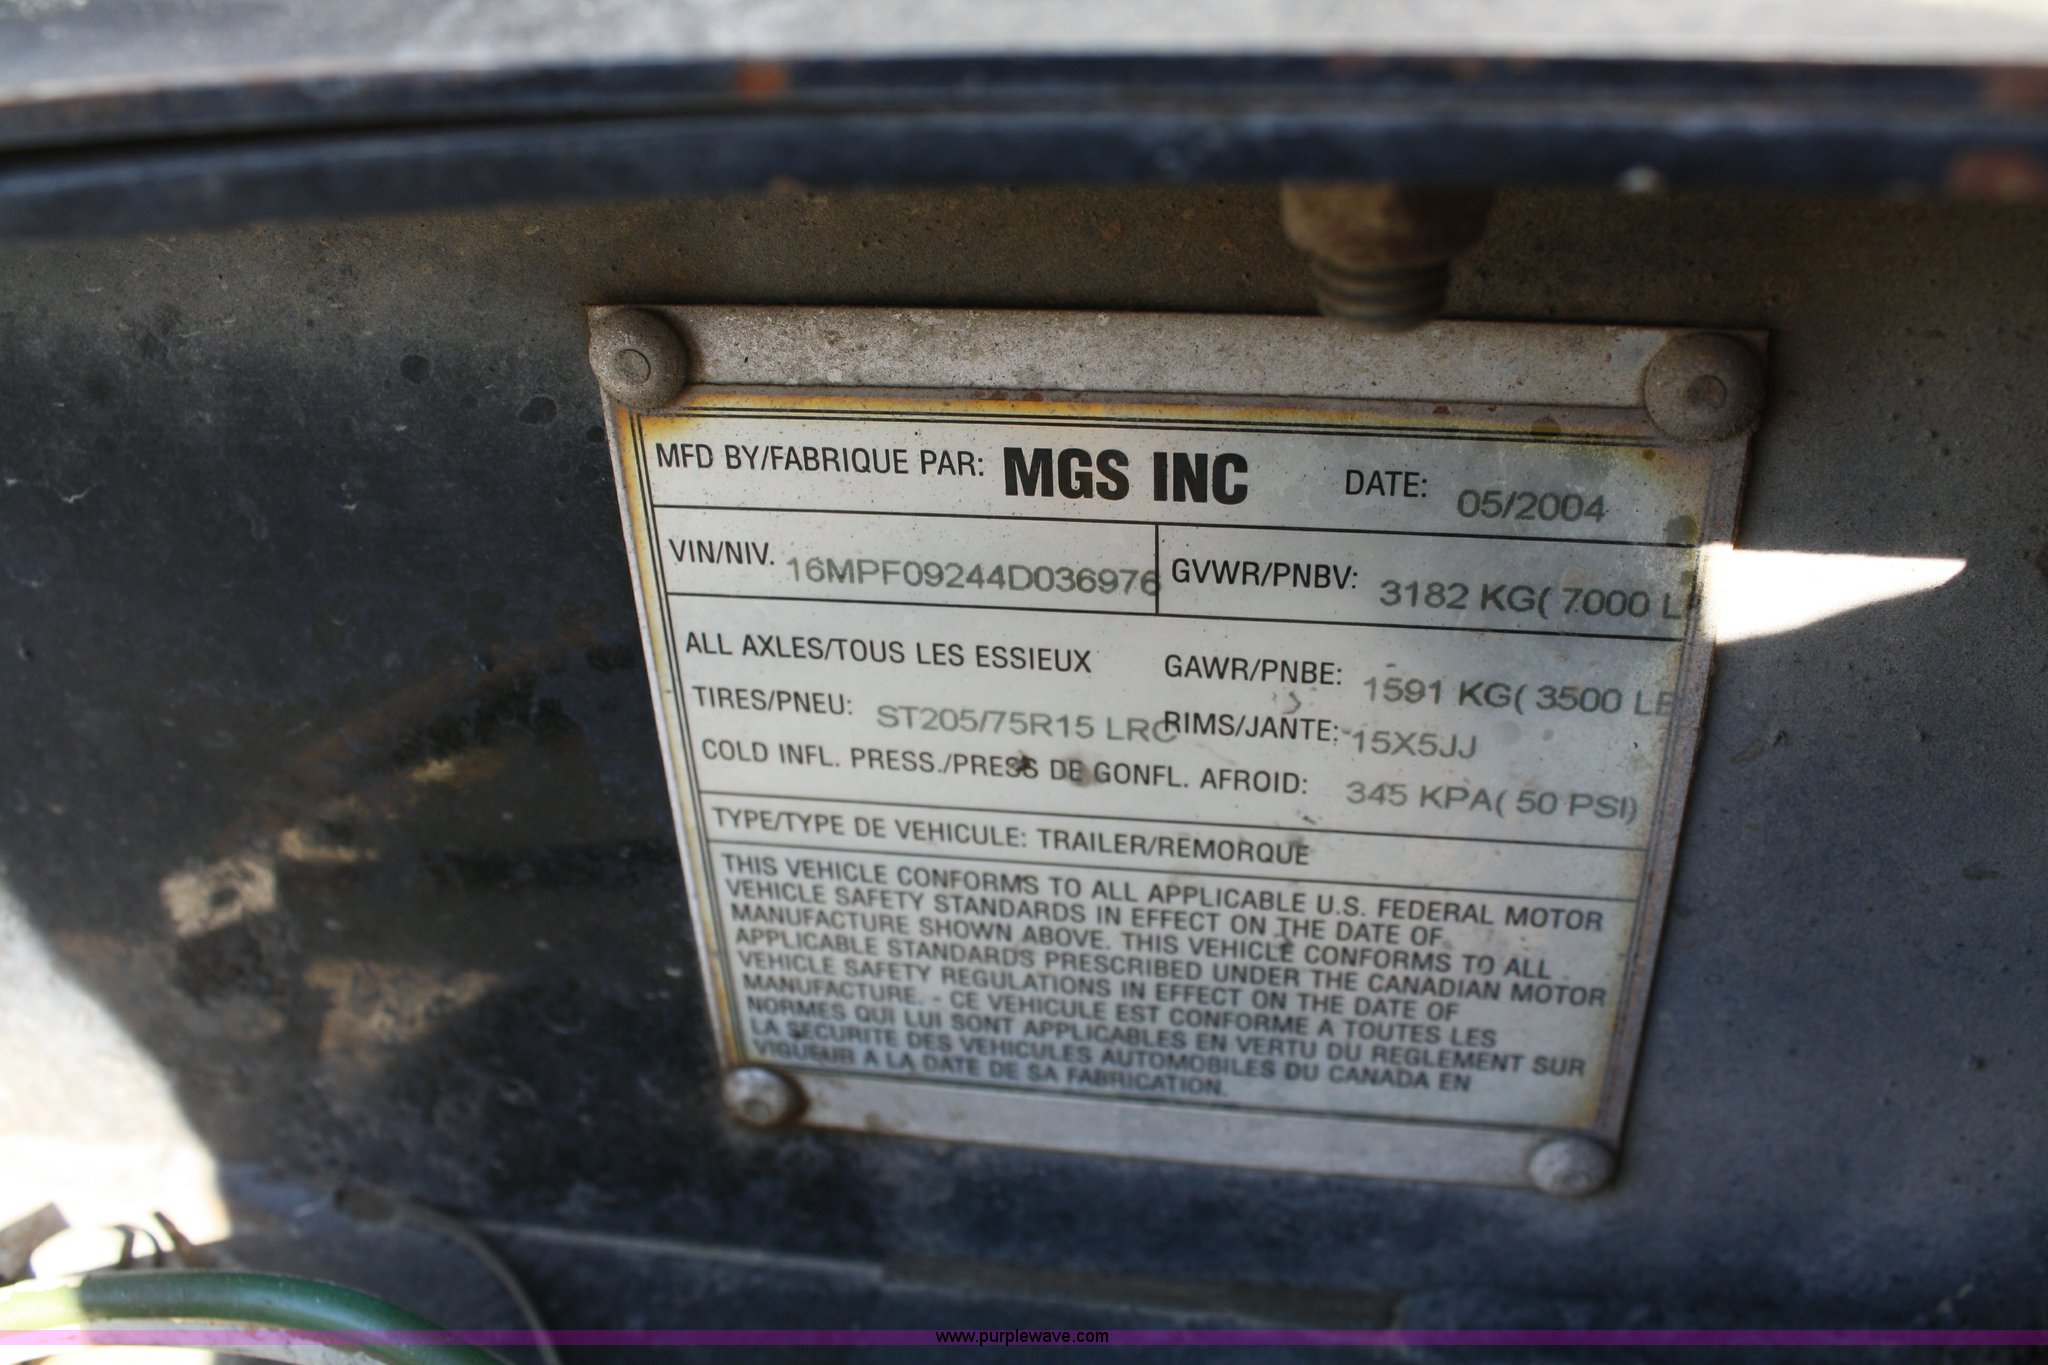 MFD BY/FABRIQUE PAR: MGS INC DATE: 05/2004
VIN/NIV. 16MPF09244D036976 GVWR/PNBV: 3182 KG( 7000 L
ALL AXLES/TOUS LES ESSIEUX GAWR/PNBE: 1591 KG( 3500 LB
TIRES/PNEU: ST205/75R15 LRC RIMS/JANTE: 15X5JJ
COLD INFL. PRESS./PRESS DE GONFL. AFROID: 345 KPA( 50 PSI)
TYPE/TYPE DE VEHICULE: TRAILER/REMORQUE
THIS VEHICLE CONFORMS TO ALL APPLICABLE U.S. FEDERAL MOTOR
VEHICLE SAFETY STANDARDS IN EFFECT ON THE DATE OF
MANUFACTURE SHOWN ABOVE. THIS VEHICLE CONFORMS TO ALL
APPLICABLE STANDARDS PRESCRIBED UNDER THE CANADIAN MOTOR
VEHICLE SAFETY REGULATIONS IN EFFECT ON THE DATE OF
MANUFACTURE. - CE VEHICULE EST CONFORME A TOUTES LES
NORMES QUI LUI SONT APPLICABLES EN VERTU DU REGLEMENT SUR
LA SECURITE DES VEHICULES AUTOMOBILES DU CANADA EN
VIGUEUR A LA DATE DE SA FABRICATION.
www.purplewave.com